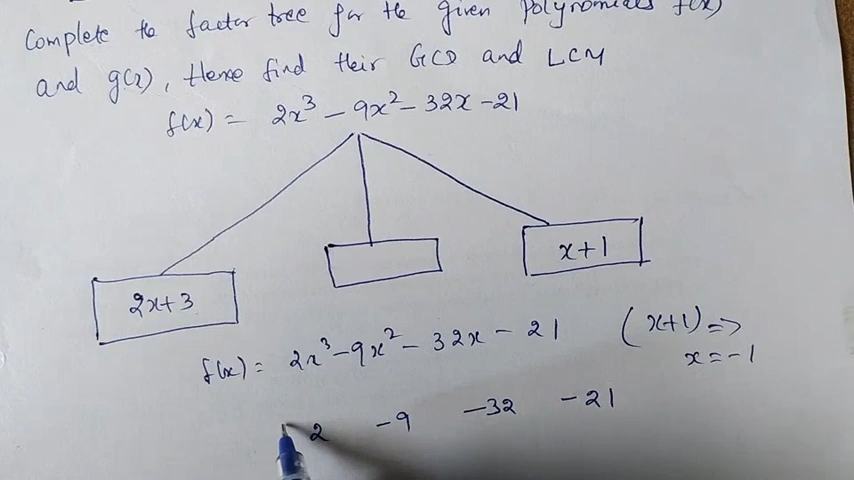 Complete the factor tree for the given polynomials f(x)
and g(x), Hence find their GCD and LCM
f(x) = 2x³ - 9x² - 32x - 21
2x+3
x+1
f(x) = 2x³ - 9x² - 32x - 21
(x+1) =>
x = -1
2 -9 -32 -21